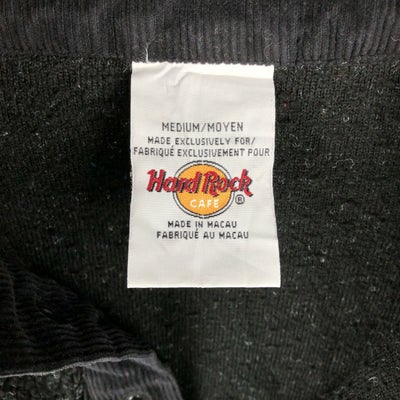 MEDIUM/MOYEN
MADE EXCLUSIVELY FOR/
FABRIQUÉ EXCLUSIVEMENT POUR
Hard Rock
CAFE ®
MADE IN MACAU
FABRIQUÉ AU MACAU